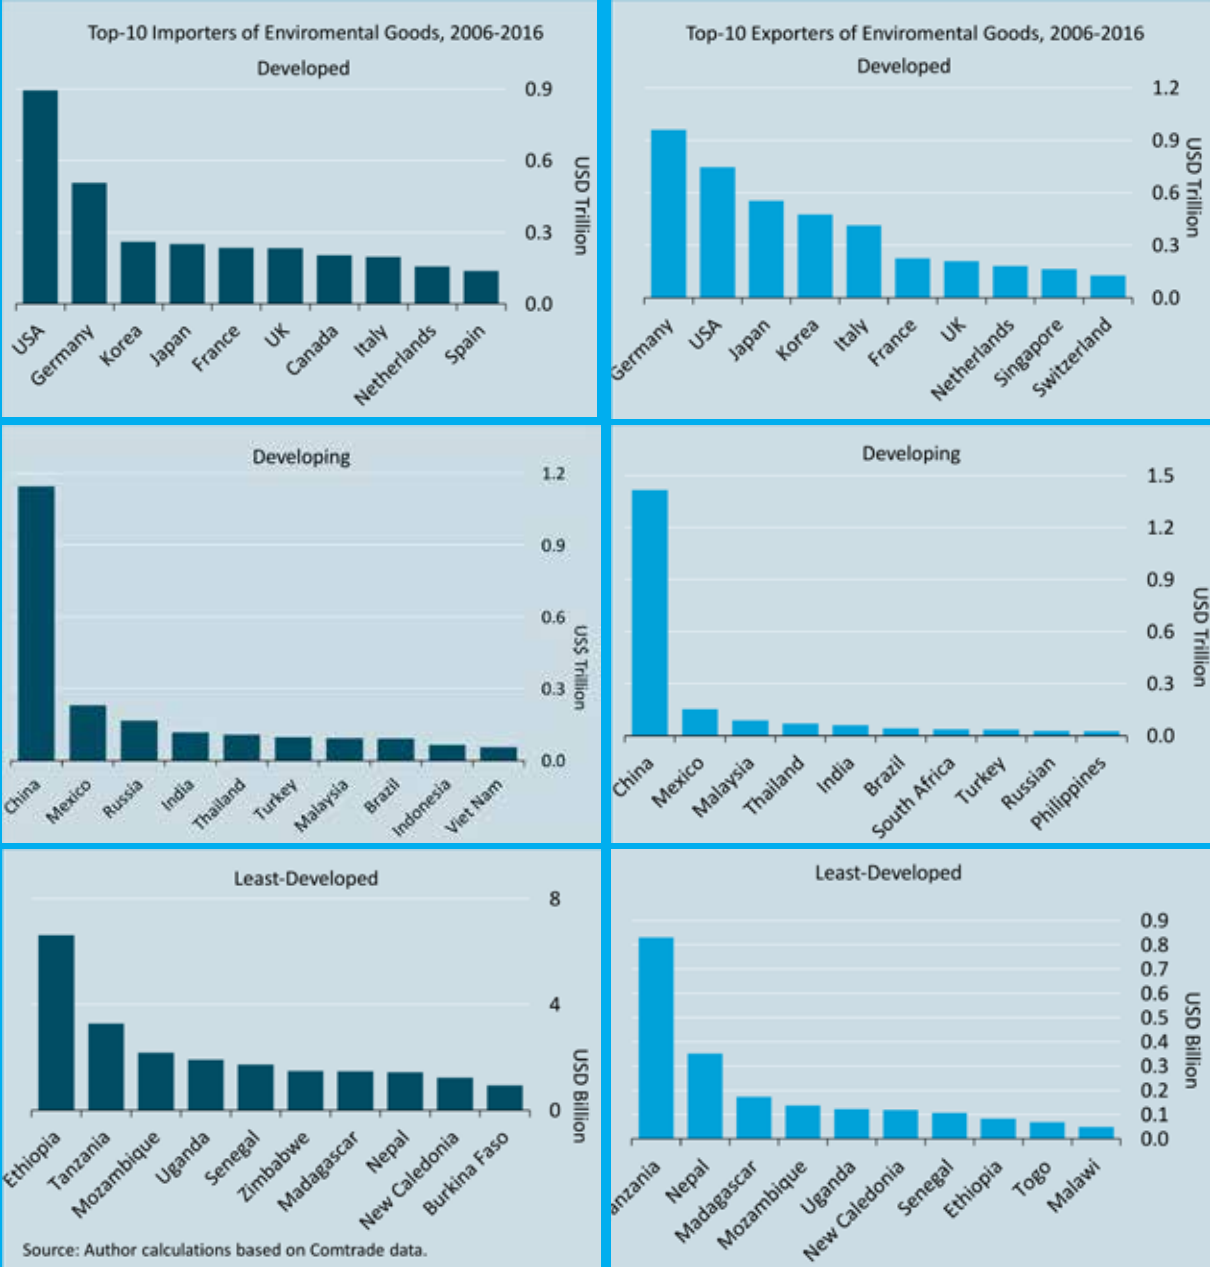 Top-10 Importers of Enviromental Goods, 2006-2016
Developed
0.9
0.6
0.3
0.0
USD Trillion
USA
Germany
Korea
Japan
France
UK
Canada
Italy
Netherlands
Spain
Top-10 Exporters of Enviromental Goods, 2006-2016
Developed
1.2
0.9
0.6
0.3
0.0
USD Trillion
Germany
USA
Japan
Korea
Italy
France
UK
Netherlands
Singapore
Switzerland
Developing
1.2
0.9
0.6
0.3
0.0
US$ Trillion
China
Mexico
Russia
India
Thailand
Turkey
Malaysia
Brazil
Indonesia
Viet Nam
Developing
1.5
1.2
0.9
0.6
0.3
0.0
USD Trillion
China
Mexico
Malaysia
Thailand
India
Brazil
South Africa
Turkey
Russian
Philippines
Least-Developed
8
4
0
USD Billion
Ethiopia
Tanzania
Mozambique
Uganda
Senegal
Zimbabwe
Madagascar
Nepal
New Caledonia
Burkina Faso
Source: Author calculations based on Comtrade data.
Least-Developed
0.9
0.8
0.7
0.6
0.5
0.4
0.3
0.2
0.1
0.0
USD Billion
anzania
Nepal
Madagascar
Mozambique
Uganda
New Caledonia
Senegal
Ethiopia
Togo
Malawi